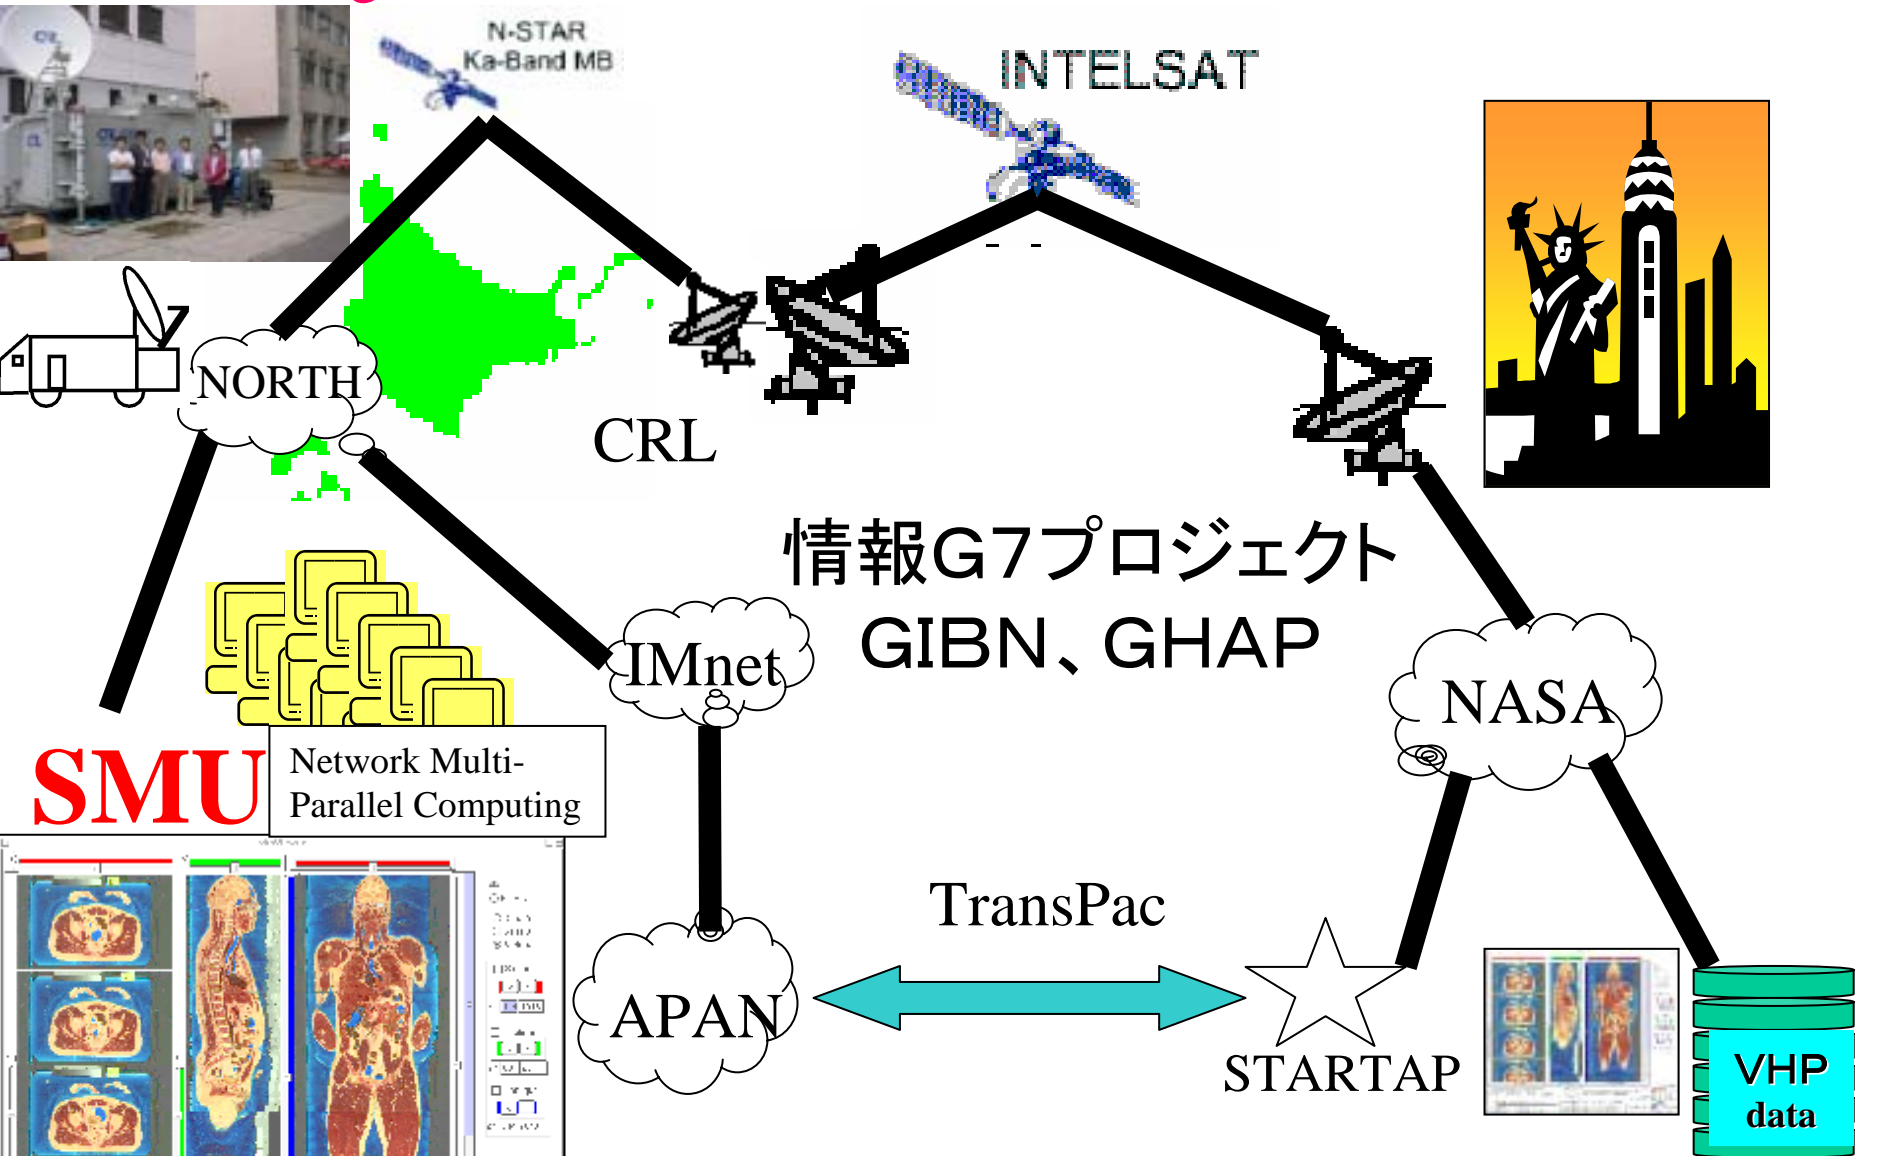 N-STAR
Ka-Band MB
INTELSAT
NORTH
CRL
情報G7プロジェクト
GIBN、GHAP
IMnet
NASA
SMU
Network Multi-
Parallel Computing
TransPac
APAN
STARTAP
VHP
data